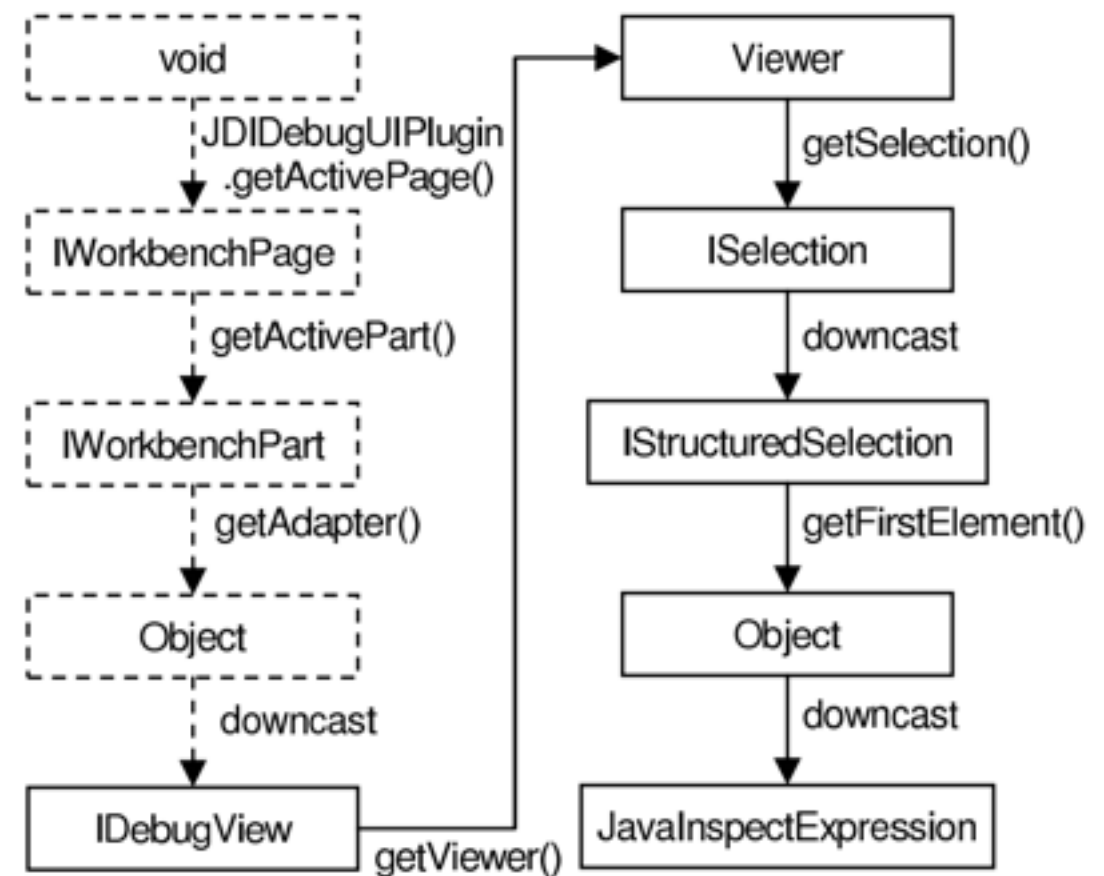 void
JDIDebugUIPlugin
.getActivePage()
IWorkbenchPage
getActivePart()
IWorkbenchPart
getAdapter()
Object
downcast
IDebugView
getViewer()
Viewer
getSelection()
ISelection
downcast
IStructuredSelection
getFirstElement()
Object
downcast
JavaInspectExpression